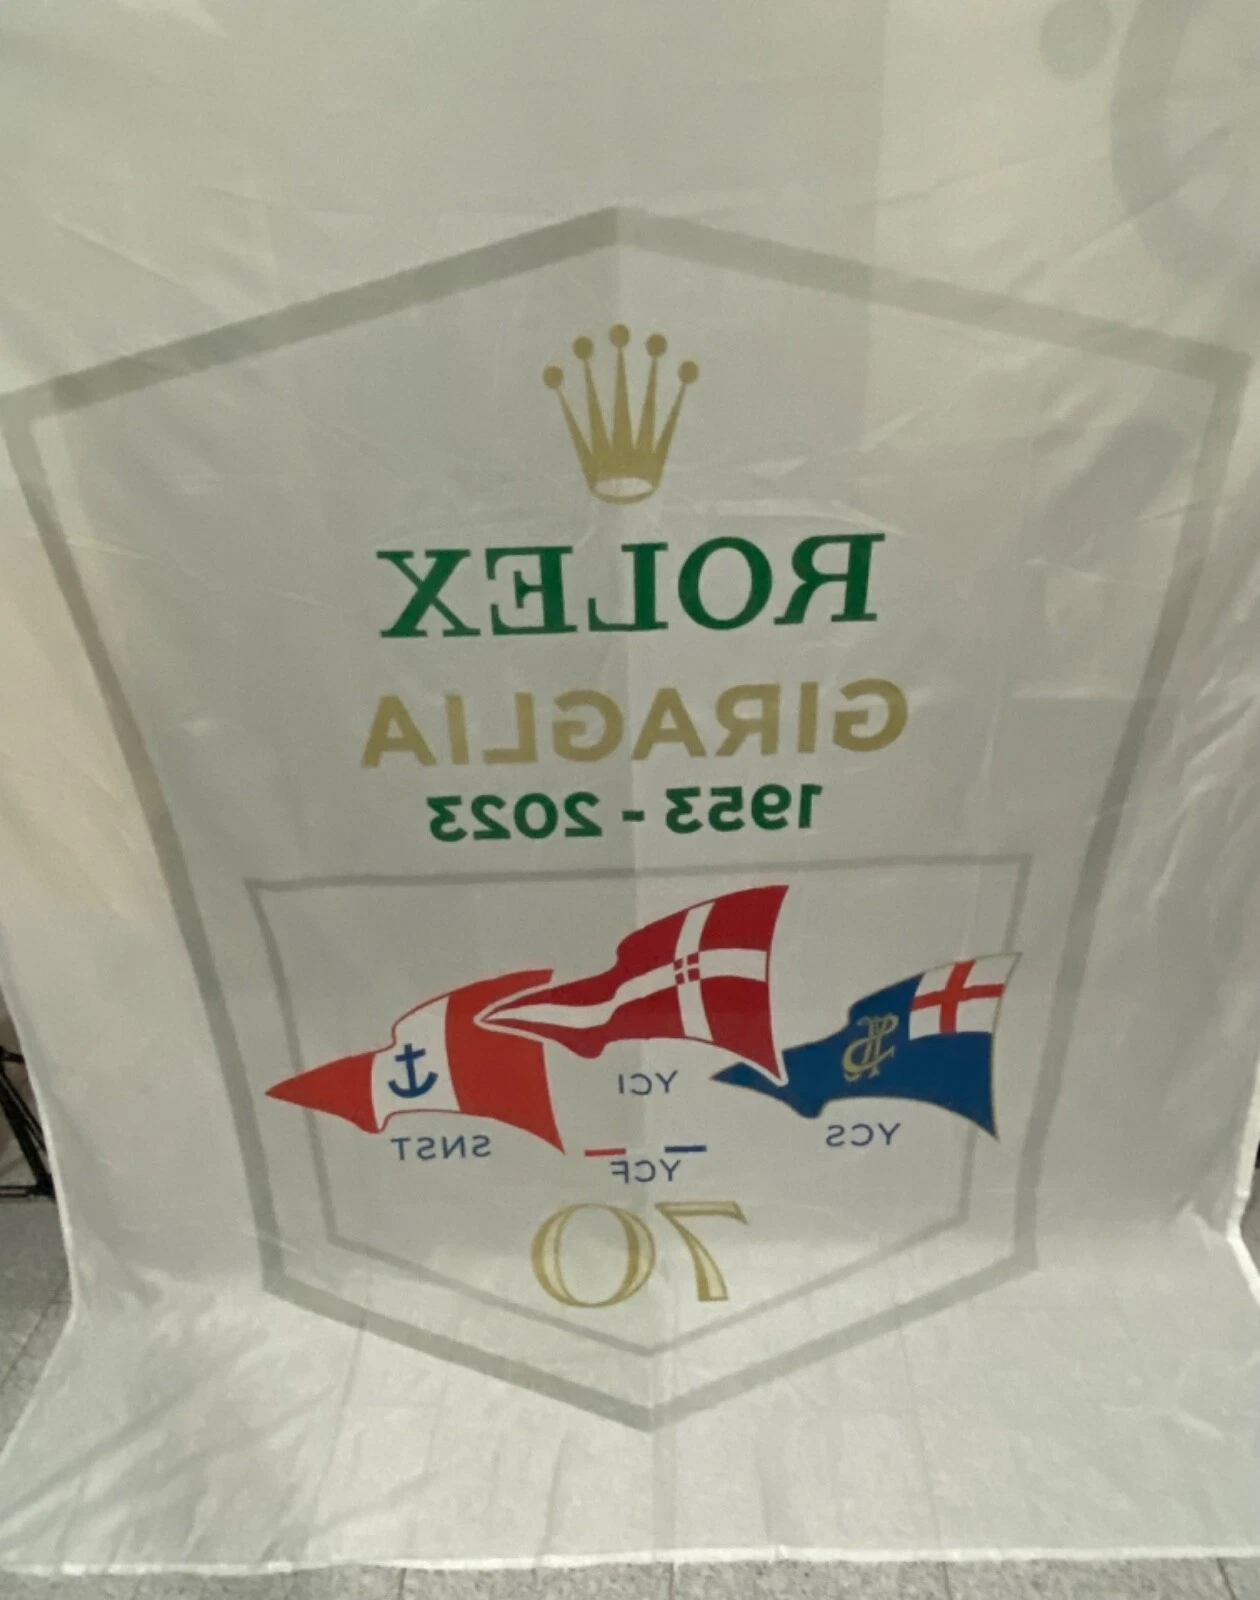 ROLEX
GIRAGLIA
1953 - 2023
YCI
YCS
SNST
YCF
70